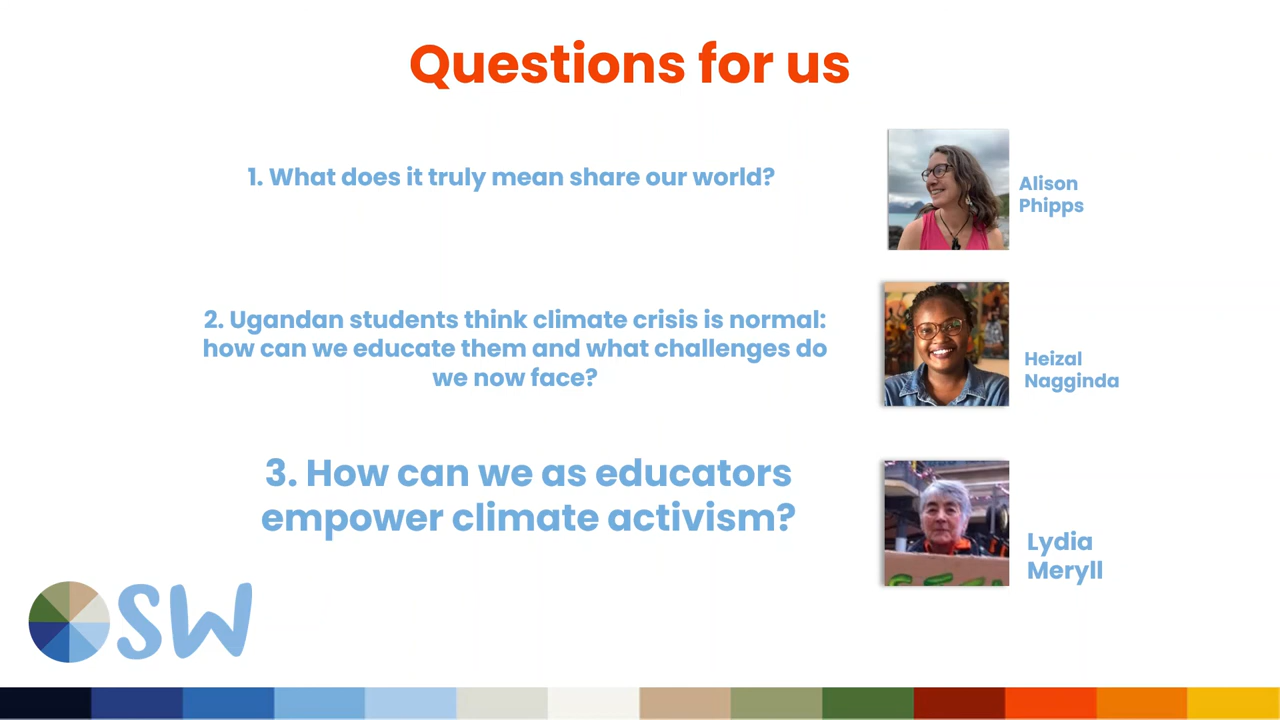 Questions for us
1. What does it truly mean share our world?
Alison
Phipps
2. Ugandan students think climate crisis is normal:
how can we educate them and what challenges do
we now face?
Heizal
Nagginda
3. How can we as educators
empower climate activism?
Lydia
Meryll
SW